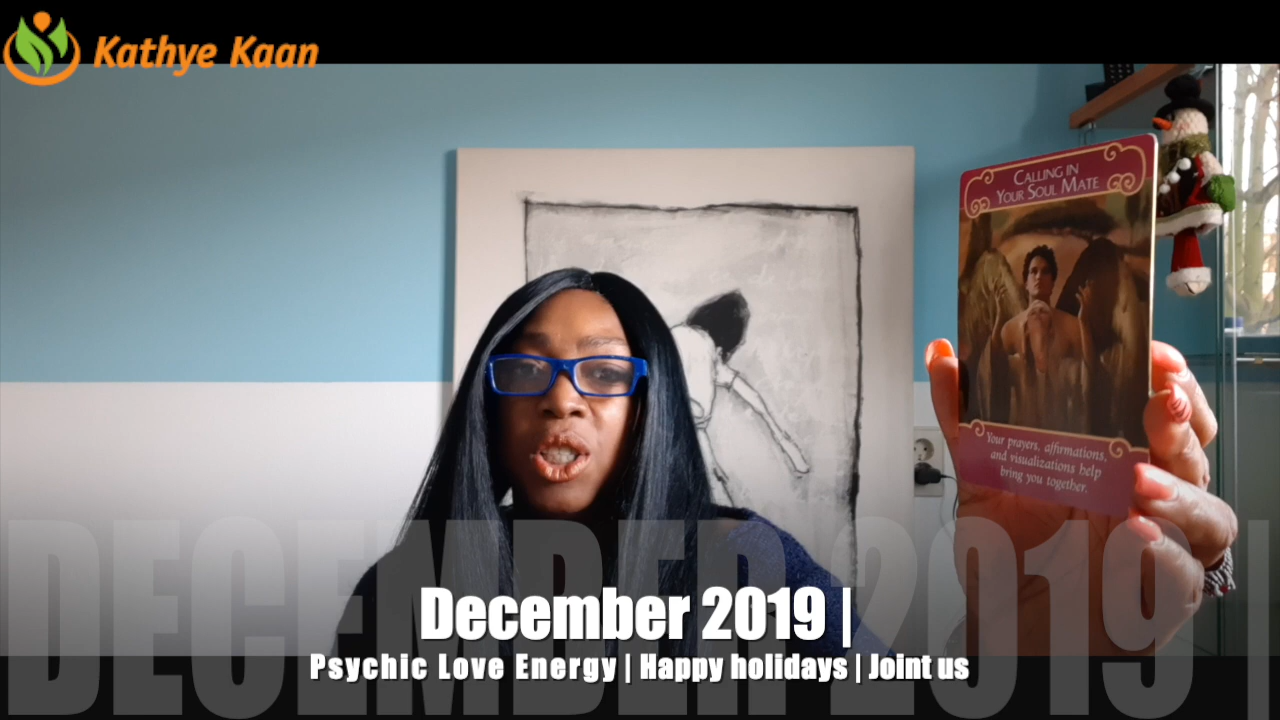 Kathye Kaan
CALLING IN
YOUR SOUL MATE
Your prayers, affirmations,
and visualizations help
bring you together.
DECEMBER 2019 |
December 2019 |
Psychic Love Energy | Happy holidays | Joint us